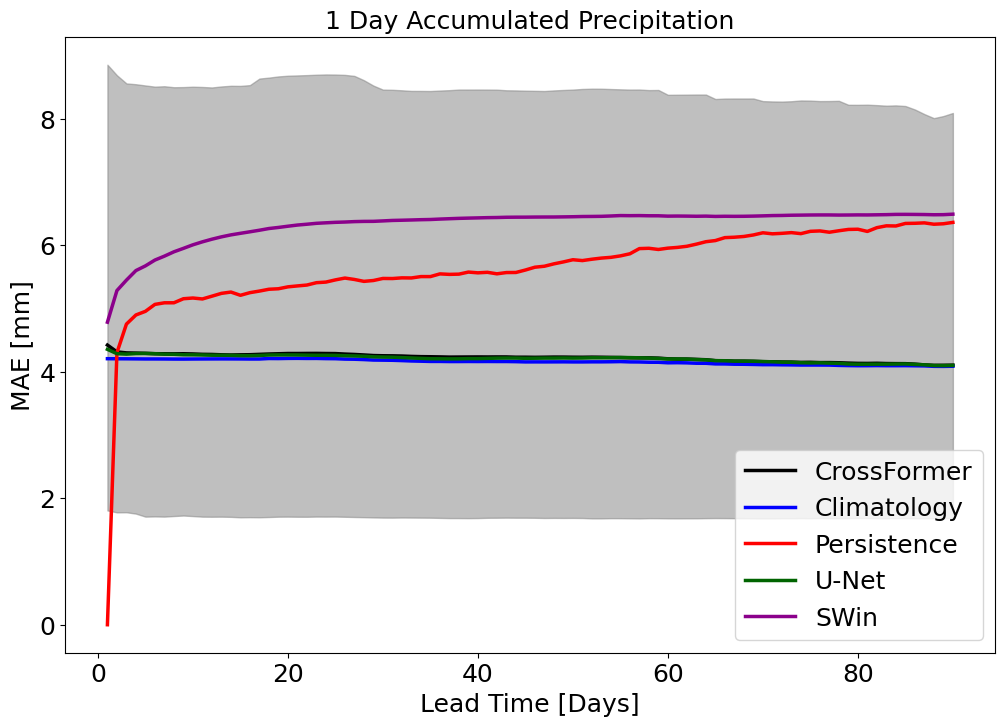 1 Day Accumulated Precipitation
MAE [mm]
8
6
4
2
0
0 20 40 60 80
Lead Time [Days]
CrossFormer
Climatology
Persistence
U-Net
SWin